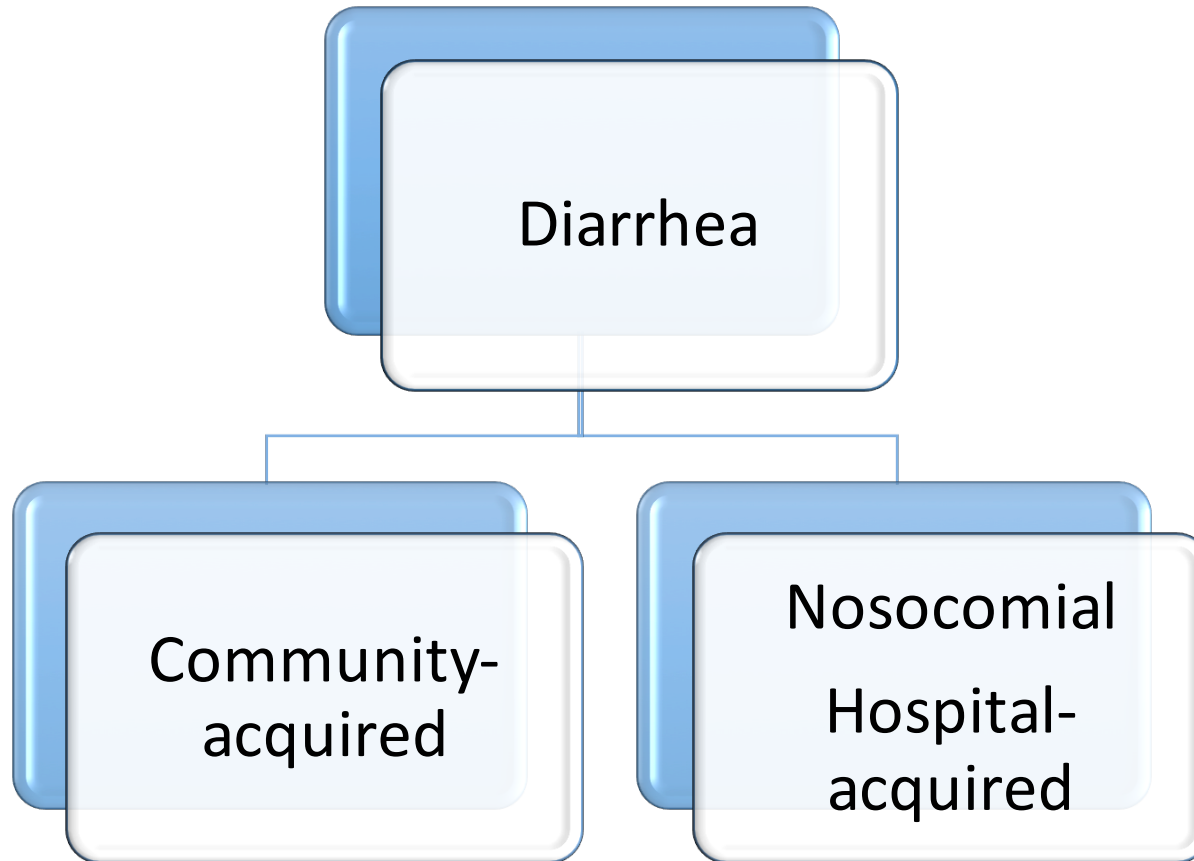 Diarrhea
Community-
acquired
Nosocomial
Hospital-
acquired